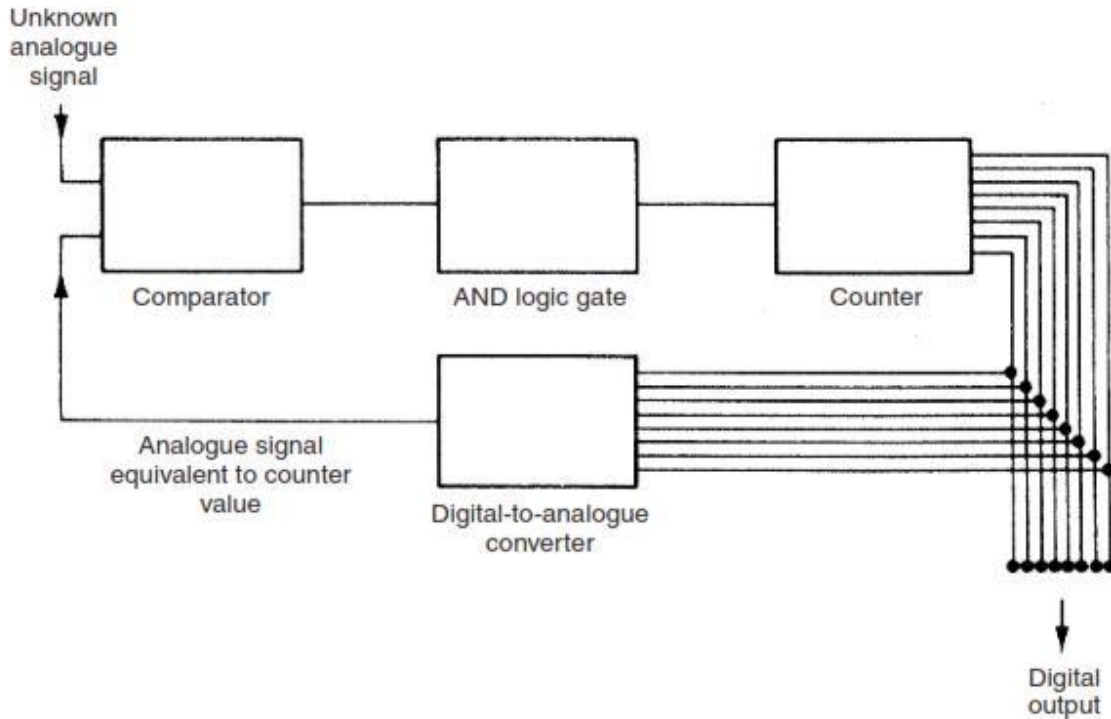 Unknown
analogue
signal
Comparator
AND logic gate
Counter
Analogue signal
equivalent to counter
value
Digital-to-analogue
converter
Digital
output